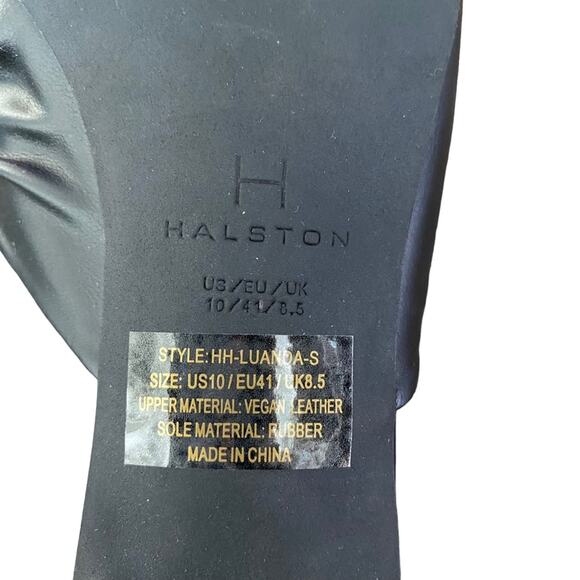 H
HALSTON
US/EU/UK
10/41/8.5
STYLE: HH-LUANDA-S
SIZE: US10 / EU41 / UK8.5
UPPER MATERIAL: VEGAN LEATHER
SOLE MATERIAL: RUBBER
MADE IN CHINA